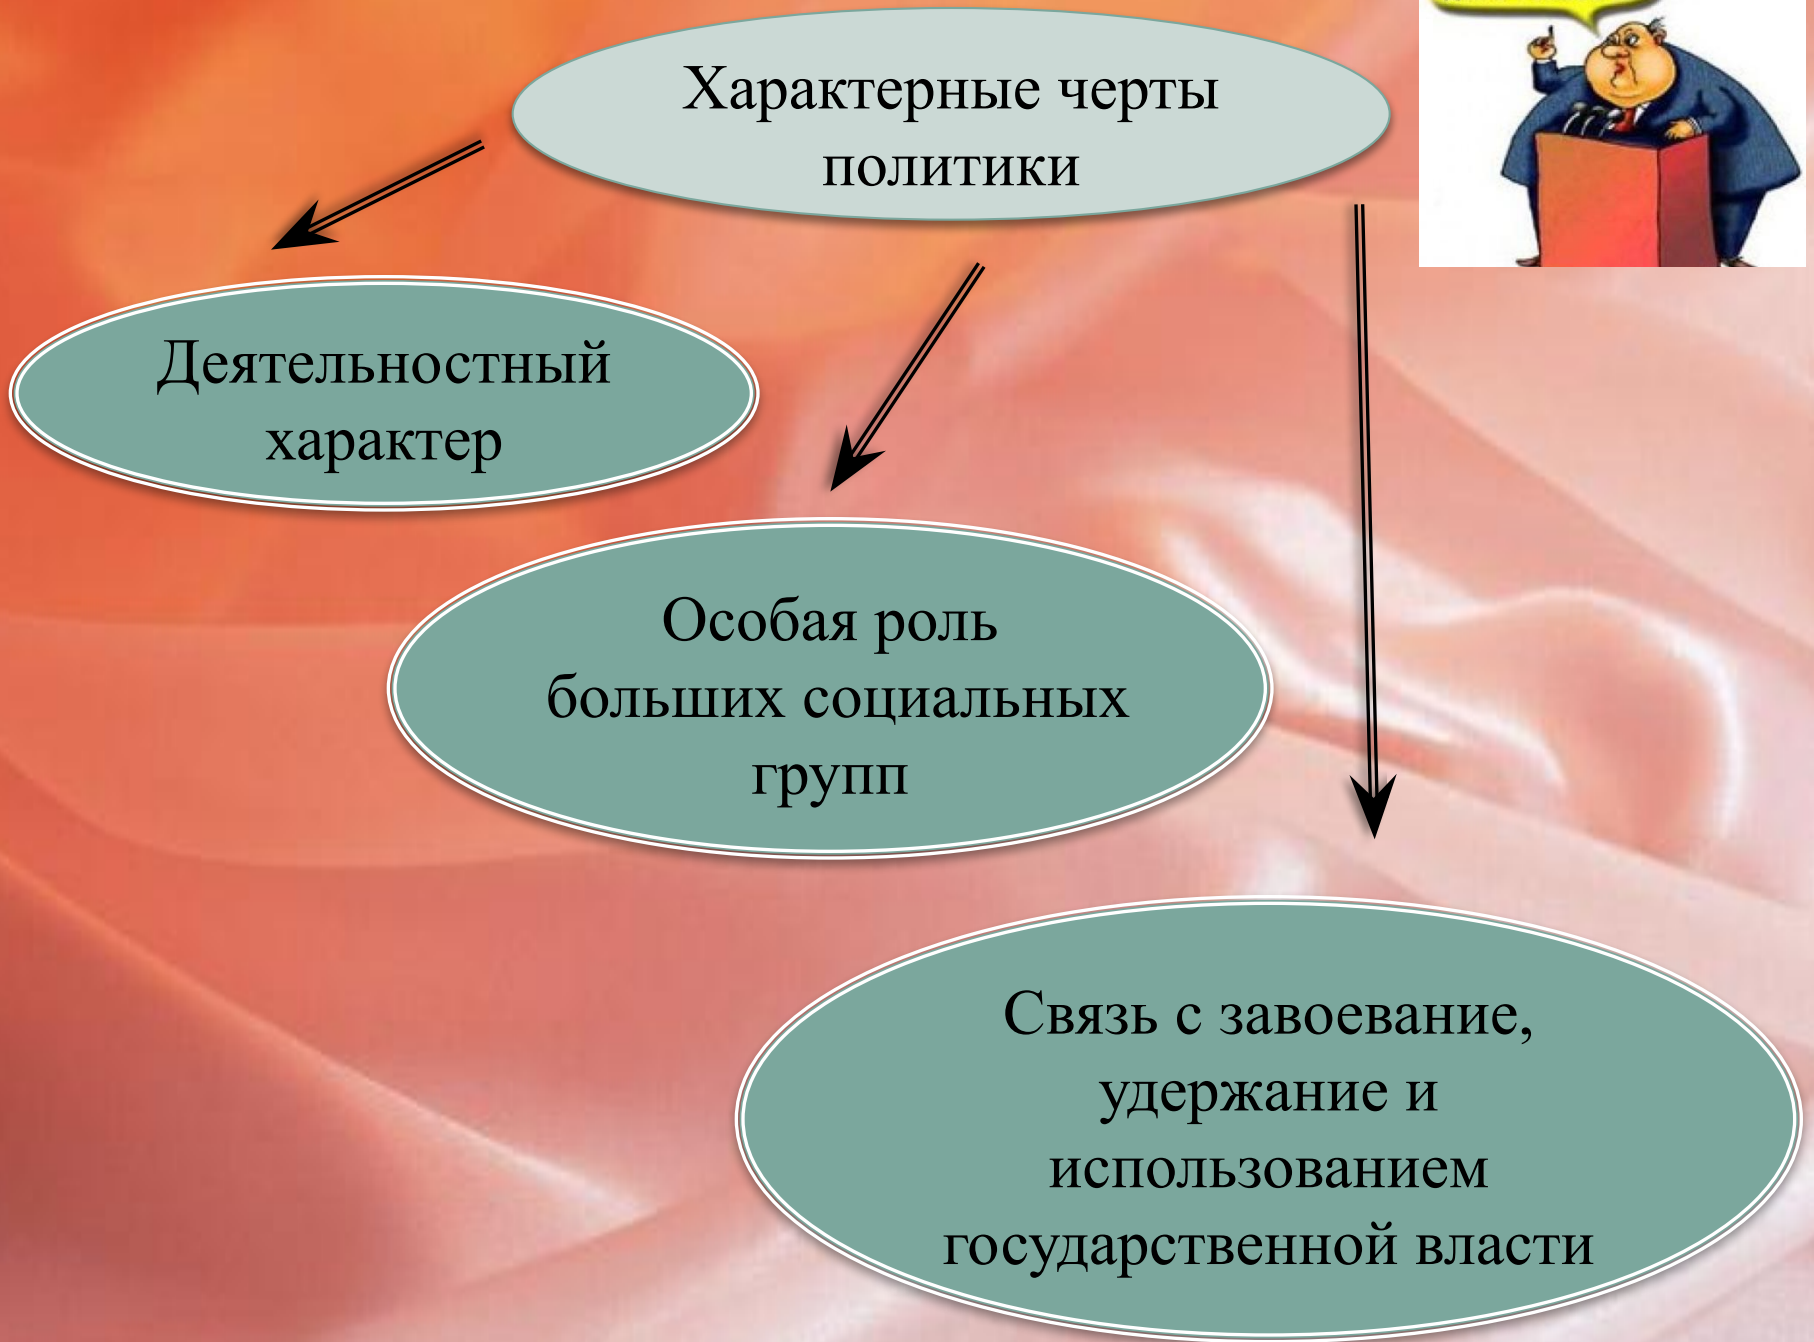 Характерные черты
политики
Деятельностный
характер
Особая роль
больших социальных
групп
Связь с завоевание,
удержание и
использованием
государственной власти